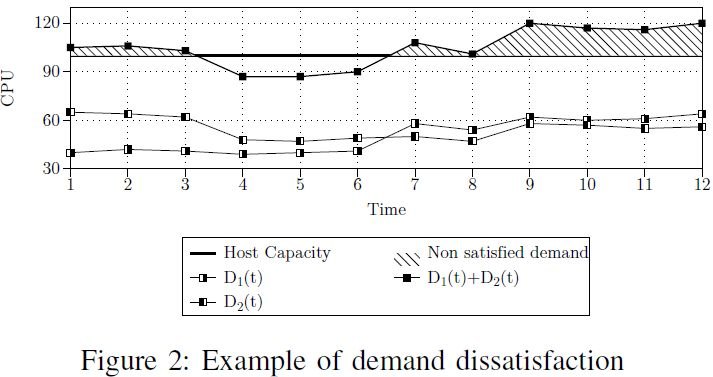 120
90
60
30
CPU
1 2 3 4 5 6 7 8 9 10 11 12
Time
Host Capacity
Non satisfied demand
D₁(t)
D₁(t)+D₂(t)
D₂(t)
Figure 2: Example of demand dissatisfaction